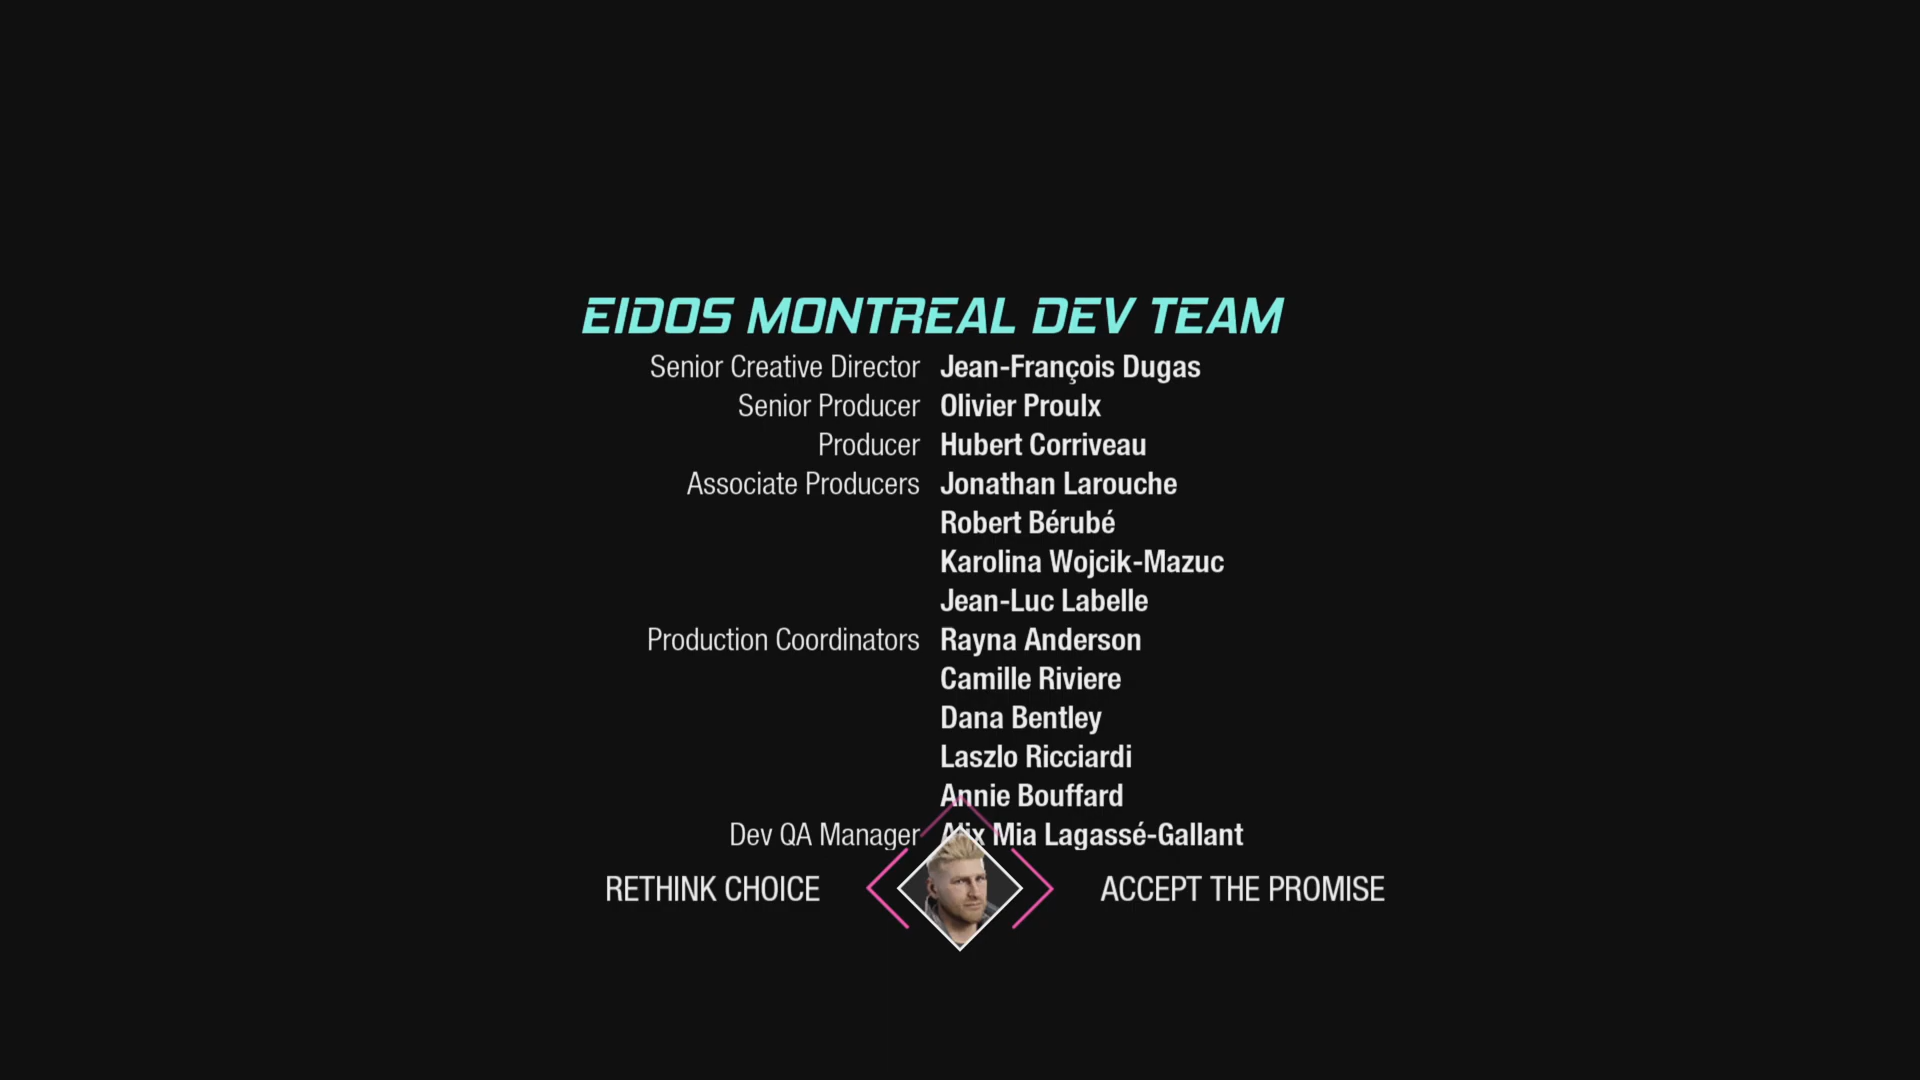 EIDOS MONTREAL DEV TEAM
Senior Creative Director Jean-François Dugas
Senior Producer Olivier Proulx
Producer Hubert Corriveau
Associate Producers Jonathan Larouche
Robert Bérubé
Karolina Wojcik-Mazuc
Jean-Luc Labelle
Production Coordinators Rayna Anderson
Camille Riviere
Dana Bentley
Laszlo Ricciardi
Annie Bouffard
Dev QA Manager Alix Mia Lagassé-Gallant
RETHINK CHOICE ACCEPT THE PROMISE